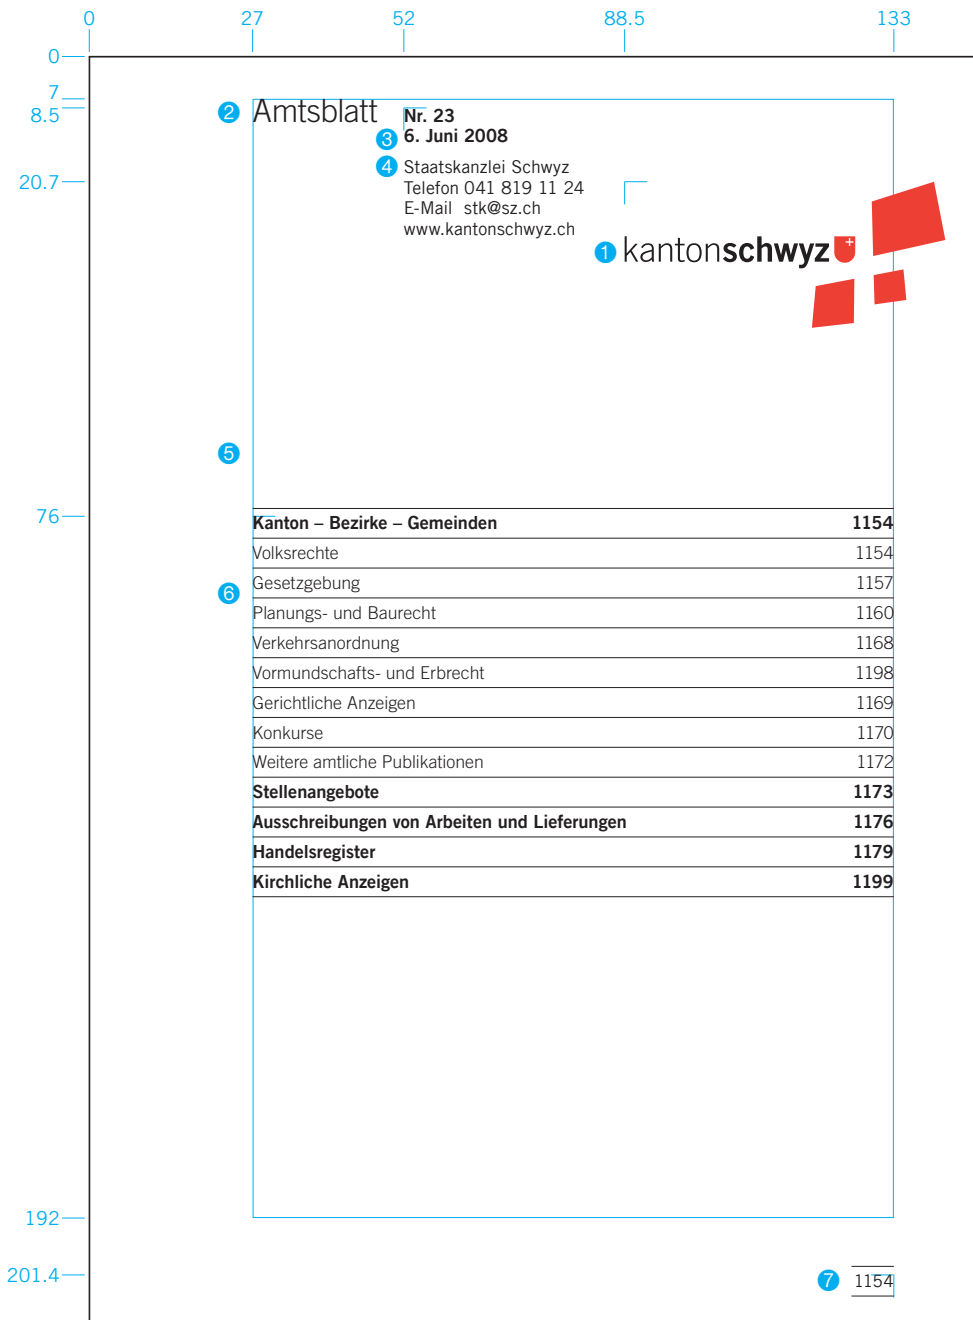 0 27 52 88.5 133
0
7
8.5
20.7
76
192
201.4
2 Amtsblatt
Nr. 23
3 6. Juni 2008
4 Staatskanzlei Schwyz
Telefon 041 819 11 24
E-Mail stk@sz.ch
www.kantonschwyz.ch
1 kantonschwyz
5
Kanton – Bezirke – Gemeinden 1154
Volksrechte 1154
6
Gesetzgebung 1157
Planungs- und Baurecht 1160
Verkehrsanordnung 1168
Vormundschafts- und Erbrecht 1198
Gerichtliche Anzeigen 1169
Konkurse 1170
Weitere amtliche Publikationen 1172
Stellenangebote 1173
Ausschreibungen von Arbeiten und Lieferungen 1176
Handelsregister 1179
Kirchliche Anzeigen 1199
7 1154